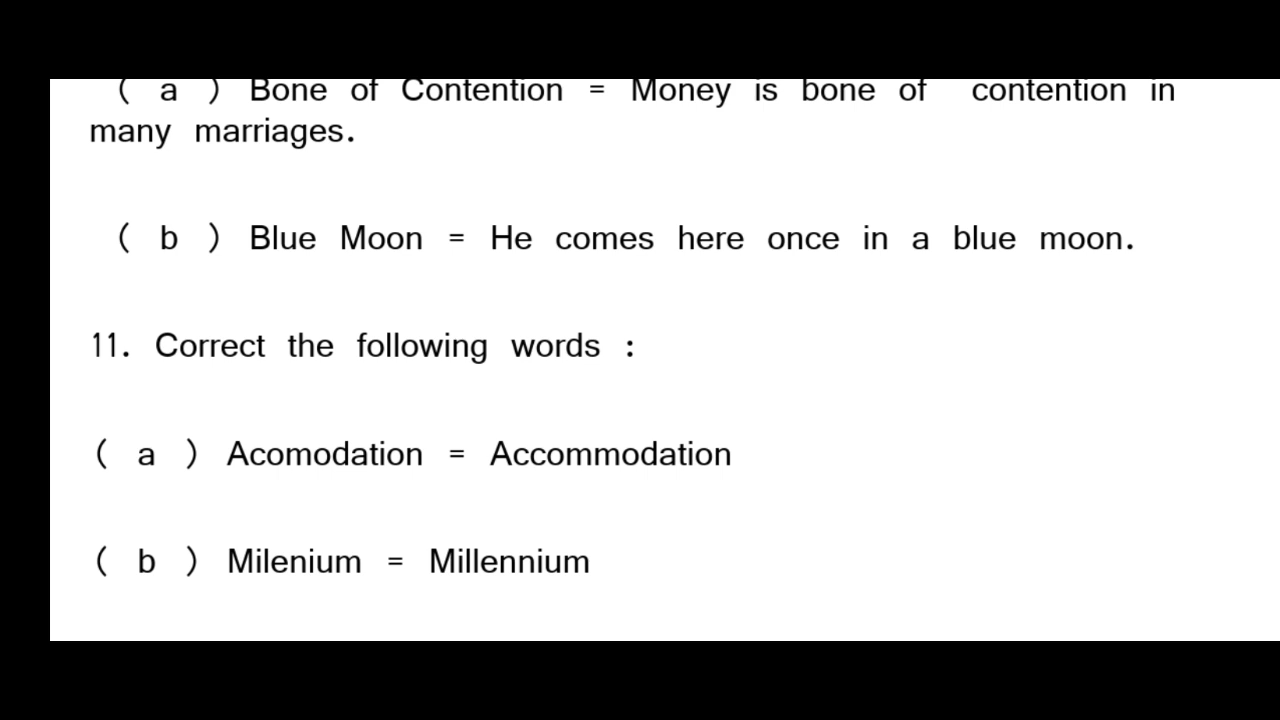 ( a ) Bone of Contention = Money is bone of contention in
many marriages.
( b ) Blue Moon = He comes here once in a blue moon.
11. Correct the following words :
( a ) Acomodation = Accommodation
( b ) Milenium = Millennium